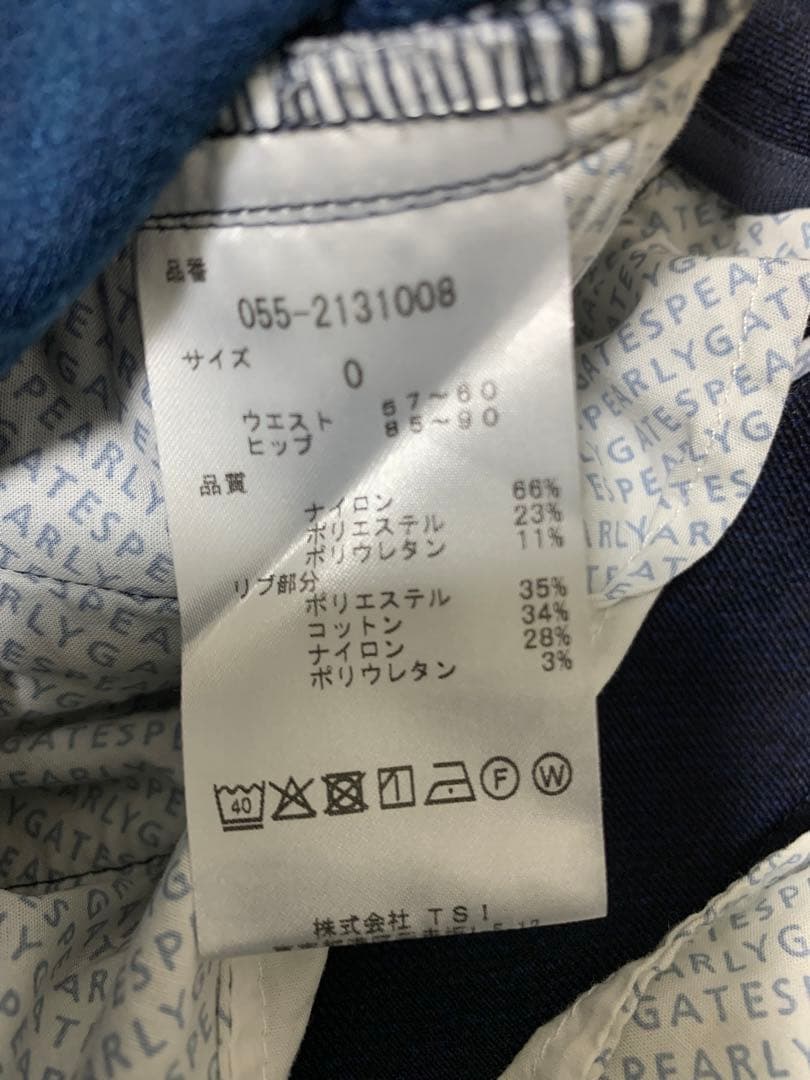 品番
055-2131008
サイズ
0
ウエスト 57～60
ヒップ 85～90
品質
ナイロン 66%
ポリエステル 23%
ポリウレタン 11%
リブ部分
ポリエステル 35%
コットン 34%
ナイロン 28%
ポリウレタン 3%
40
F
W
株式会社 TSI
PEARLYGATES
PEARLYGATES
PEARLYGATES